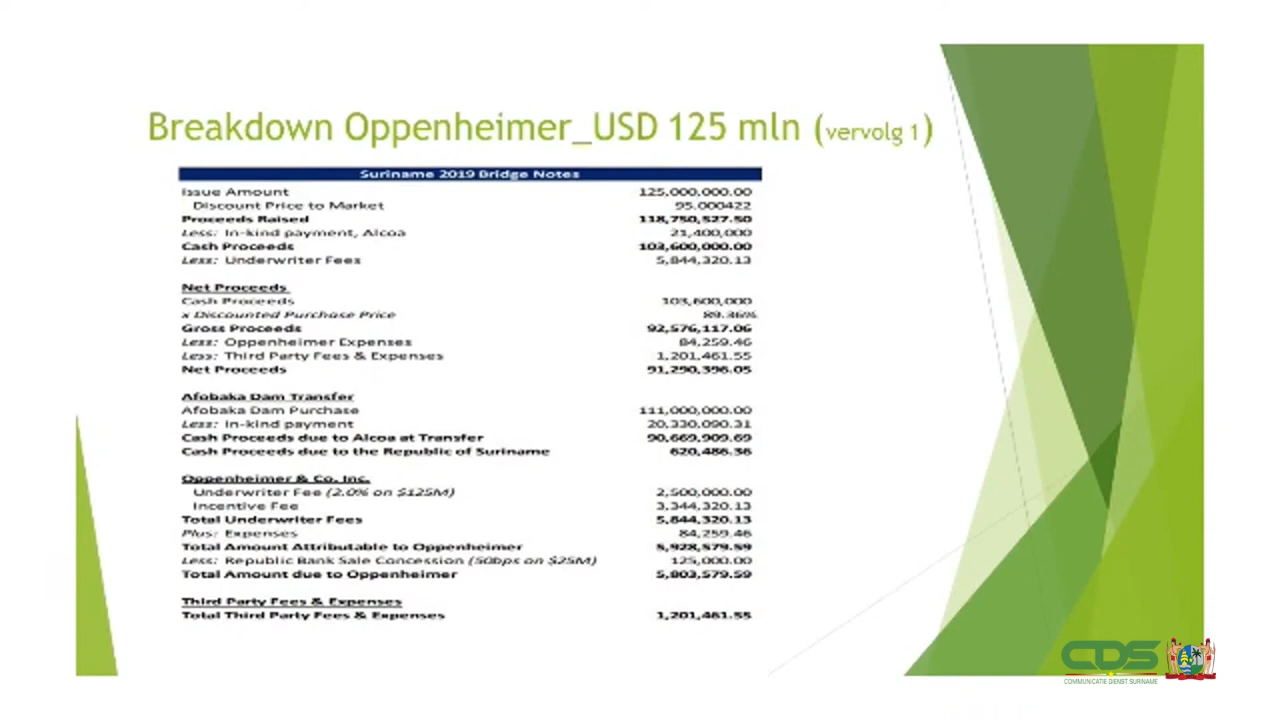 Breakdown Oppenheimer_USD 125 mln (vervolg 1)
Suriname 2019 Bridge Notes
Issue Amount 125,000,000.00
Discount Price to Market 95.000422
Proceeds Raised 118,750,527.50
Less: In-kind payment, Alcoa 21,400,000
Cash Proceeds 103,600,000.00
Less: Underwriter Fees 5,844,320.13
Net Proceeds
Cash Proceeds 103,600,000
x Discounted Purchase Price 89.36%
Gross Proceeds 92,576,117.06
Less: Oppenheimer Expenses 84,259.46
Less: Third Party Fees & Expenses 1,201,461.55
Net Proceeds 91,290,396.05
Afobaka Dam Transfer
Afobaka Dam Purchase 111,000,000.00
Less: In-kind payment 20,330,090.31
Cash Proceeds due to Alcoa at Transfer 90,669,909.69
Cash Proceeds due to the Republic of Suriname 620,486.36
Oppenheimer & Co. Inc.
Underwriter Fee (2.0% on $125M) 2,500,000.00
Incentive Fee 3,344,320.13
Total Underwriter Fees 5,844,320.13
Plus: Expenses 84,259.46
Total Amount Attributable to Oppenheimer 5,928,579.59
Less: Republic Bank Sale Concession (50bps on $25M) 125,000.00
Total Amount due to Oppenheimer 5,803,579.59
Third Party Fees & Expenses
Total Third Party Fees & Expenses 1,201,461.55
CDS
COMMUNICATIE DIENST SURINAME